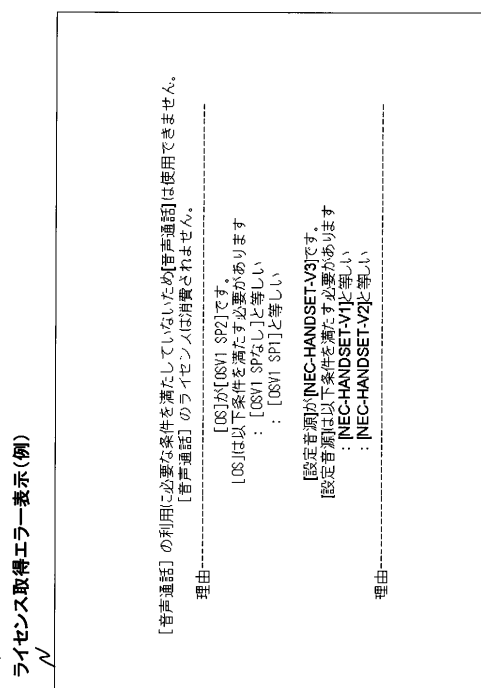 ライセンス取得エラー表示(例)
[音声通話] の利用に必要な条件を満たしていないため[音声通話]は使用できません。
[音声通話] のライセンスは消費されません。
理由-----------------------------------------------------------
[OS]が[OSV1 SP2]です。
[OS]は以下条件を満たす必要があります
: [OSV1 SPなし]と等しい
: [OSV1 SP1]と等しい
[設定音源]が[NEC-HANDSET-V3]です。
[設定音源]は以下条件を満たす必要があります
: [NEC-HANDSET-V1]と等しい
: [NEC-HANDSET-V2]と等しい
理由-----------------------------------------------------------